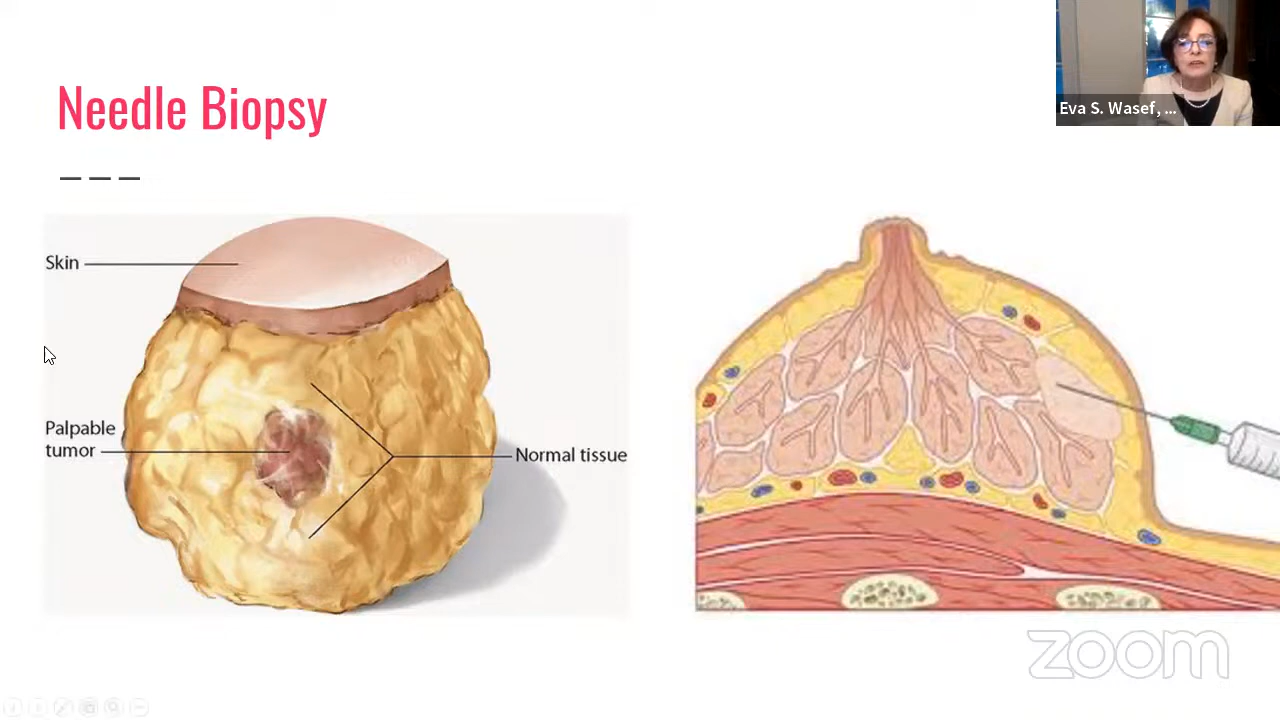 Needle Biopsy
Eva S. Wasef, ...
Skin
Palpable
tumor
Normal tissue
zoom